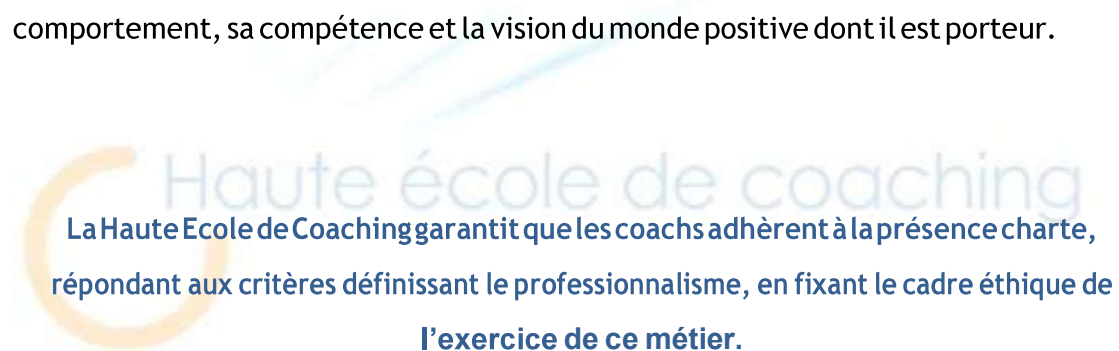 comportement, sa compétence et la vision du monde positive dont il est porteur.
Haute école de coaching
La Haute Ecole de Coaching garantit que les coachs adhèrent à la présence charte,
répondant aux critères définissant le professionnalisme, en fixant le cadre éthique de
l'exercice de ce métier.